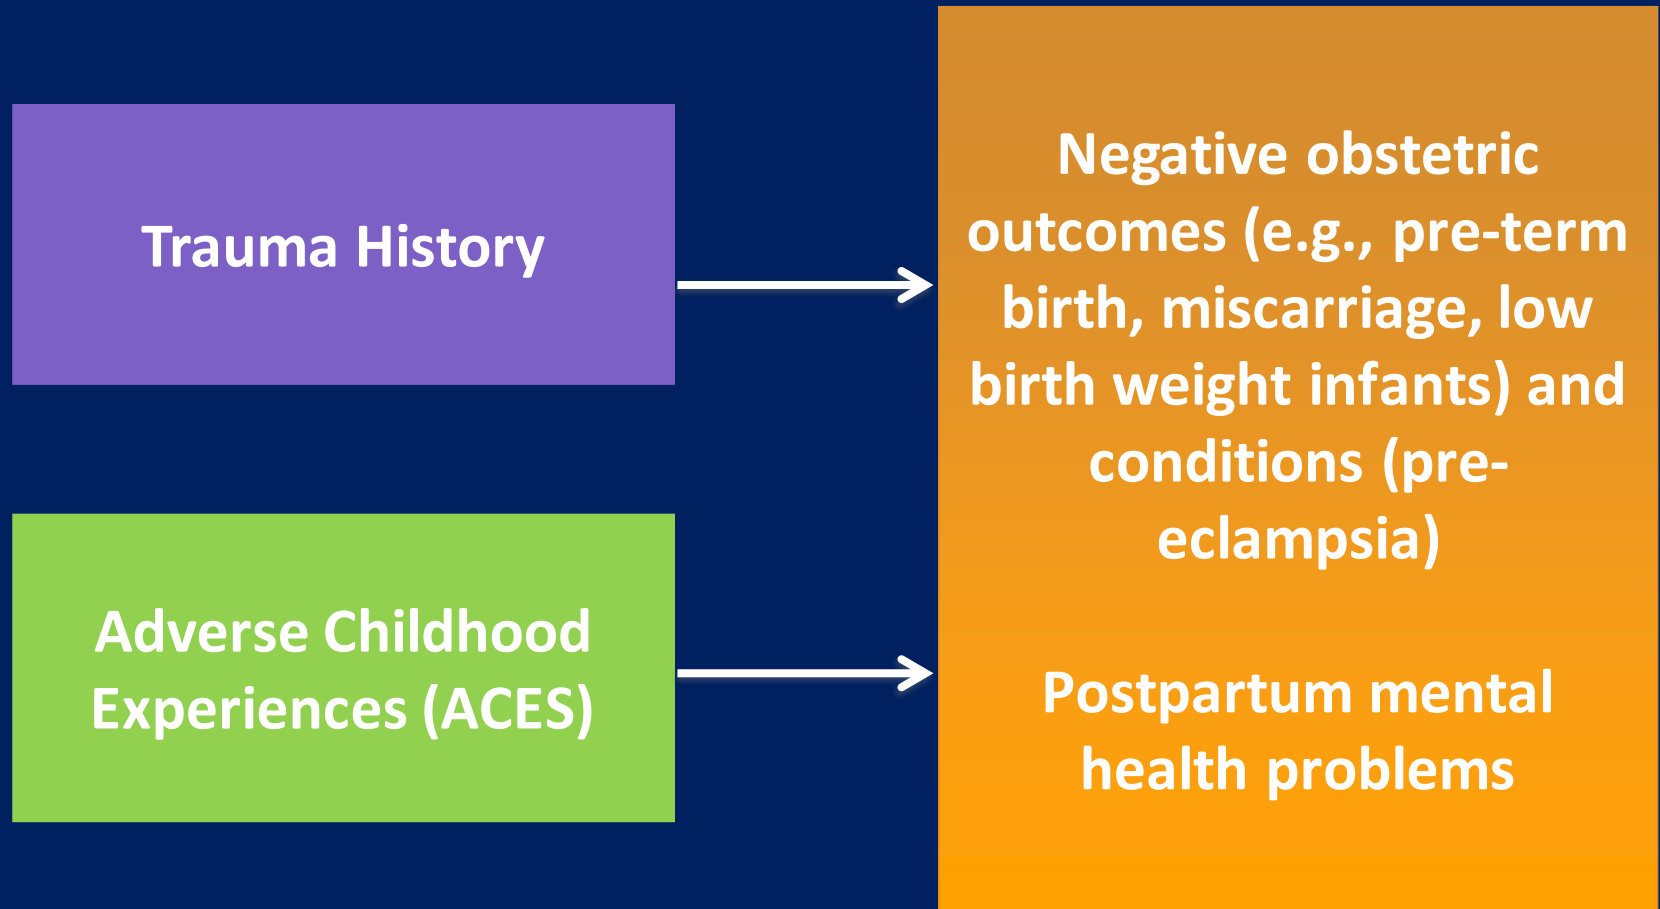 Trauma History
Adverse Childhood
Experiences (ACES)
Negative obstetric
outcomes (e.g., pre-term
birth, miscarriage, low
birth weight infants) and
conditions (pre-
eclampsia)
Postpartum mental
health problems